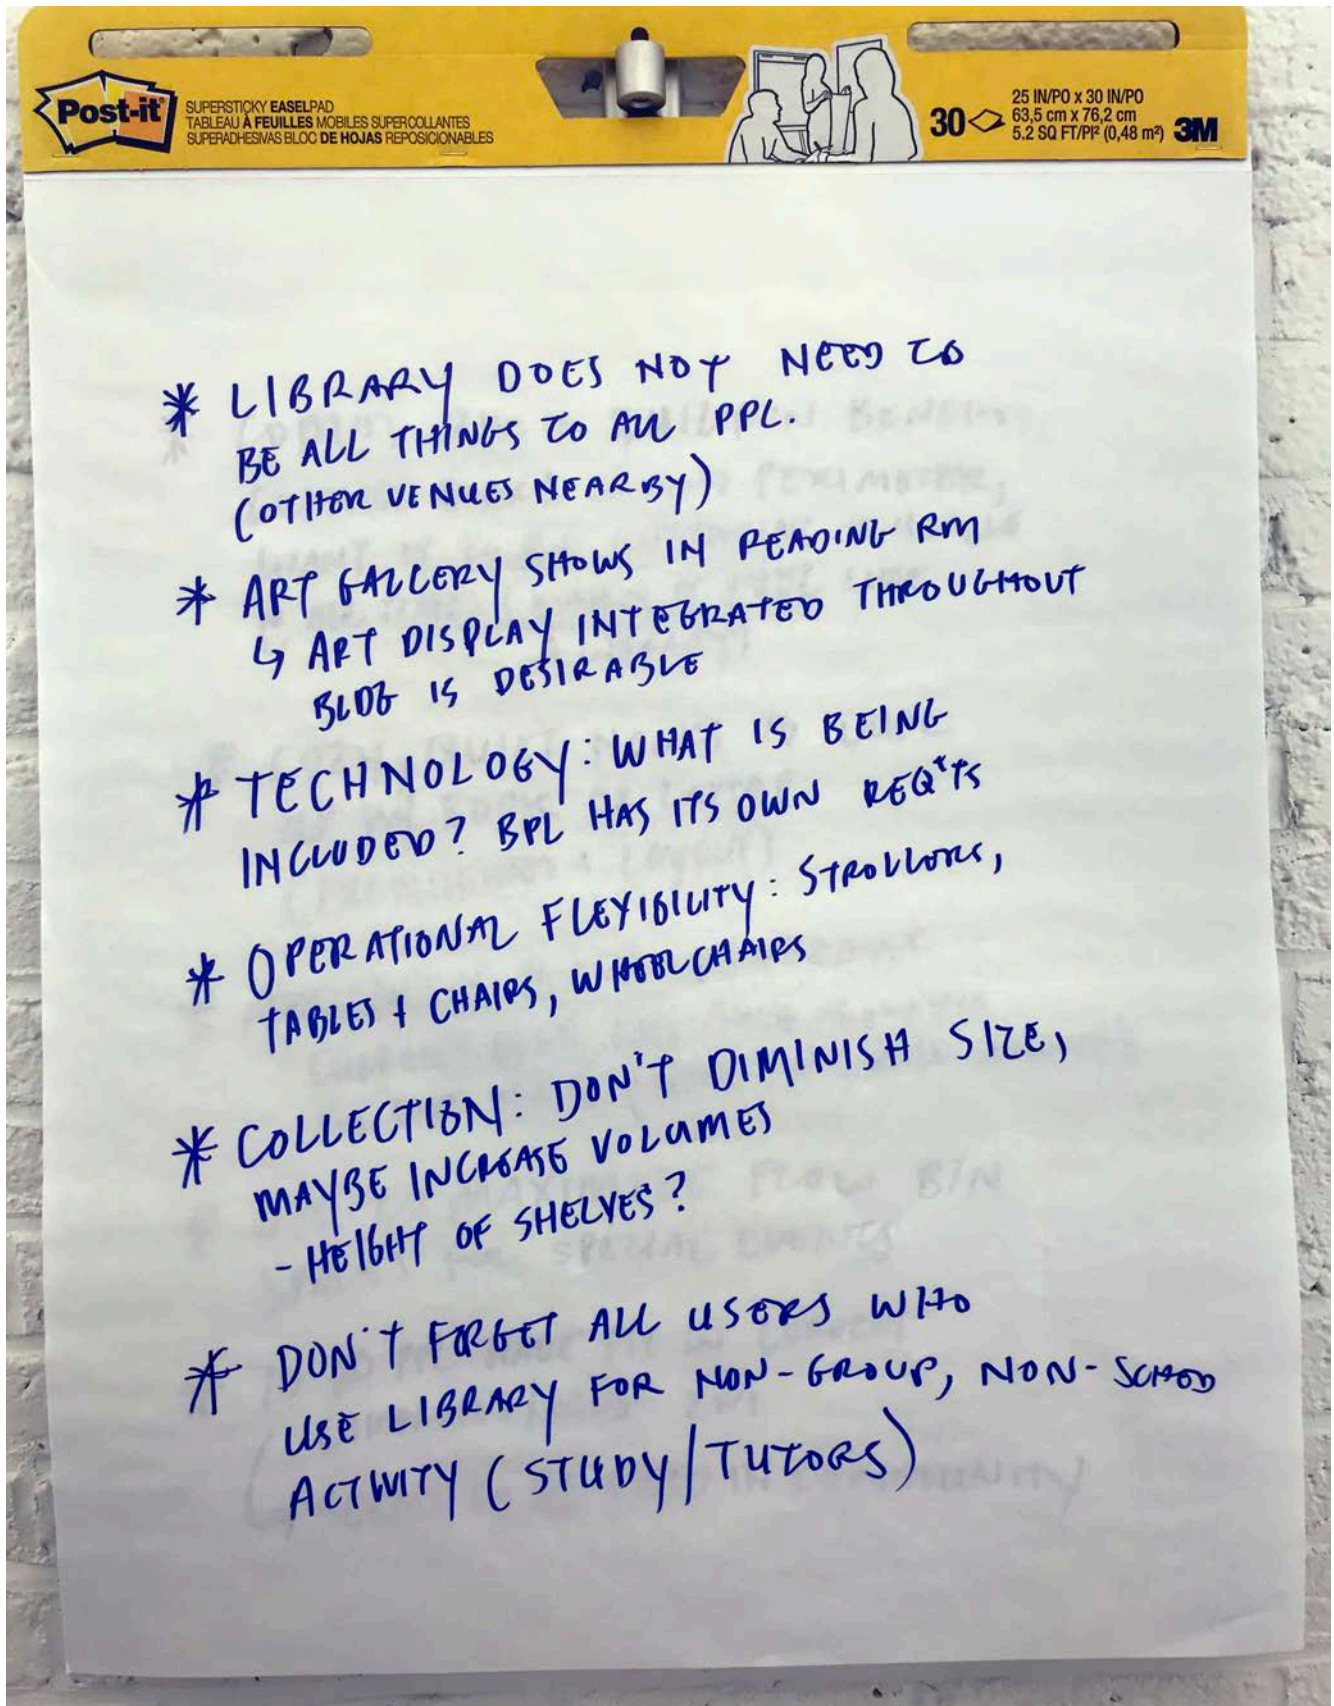 Post-it
SUPERSTICKY EASELPAD
TABLEAU À FEUILLES MOBILES SUPERCOLLANTES
SUPERADHESIVAS BLOC DE HOJAS REPOSICIONABLES
30
25 IN/PO x 30 IN/PO
63,5 cm x 76,2 cm
5.2 SQ FT/PI² (0,48 m²)
3M
* LIBRARY DOES NOT NEED TO
BE ALL THINGS TO ALL PPL.
(OTHER VENUES NEARBY)
* ART GALLERY SHOWS IN READING RM
↳ ART DISPLAY INTEGRATED THROUGHOUT
BLDG IS DESIRABLE
* TECHNOLOGY: WHAT IS BEING
INCLUDED? BPL HAS ITS OWN REQ'TS
* OPERATIONAL FLEXIBILITY: STROLLERS,
TABLES + CHAIRS, WHEELCHAIRS
* COLLECTION: DON'T DIMINISH SIZE,
MAYBE INCREASE VOLUMES
- HEIGHT OF SHELVES?
* DON'T FORGET ALL USERS WHO
USE LIBRARY FOR NON-GROUP, NON-SCHED
ACTIVITY (STUDY/TUTORS)